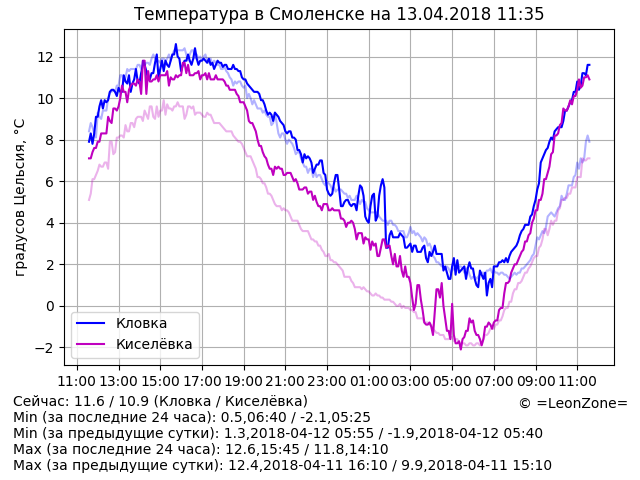 Температура в Смоленске на 13.04.2018 11:35
градусов Цельсия, °C
12
10
8
6
4
2
0
−2
Кловка
Киселёвка
11:00 13:00 15:00 17:00 19:00 21:00 23:00 01:00 03:00 05:00 07:00 09:00 11:00
Сейчас: 11.6 / 10.9 (Кловка / Киселёвка)
© =LeonZone=
Min (за последние 24 часа): 0.5,06:40 / -2.1,05:25
Min (за предыдущие сутки): 1.3,2018-04-12 05:55 / -1.9,2018-04-12 05:40
Max (за последние 24 часа): 12.6,15:45 / 11.8,14:10
Max (за предыдущие сутки): 12.4,2018-04-11 16:10 / 9.9,2018-04-11 15:10